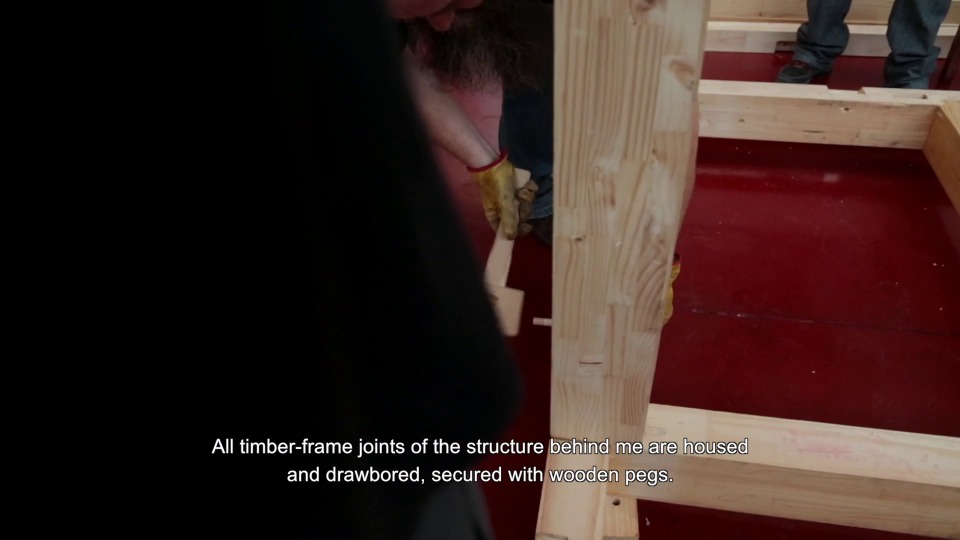 All timber-frame joints of the structure behind me are housed
and drawbored, secured with wooden pegs.